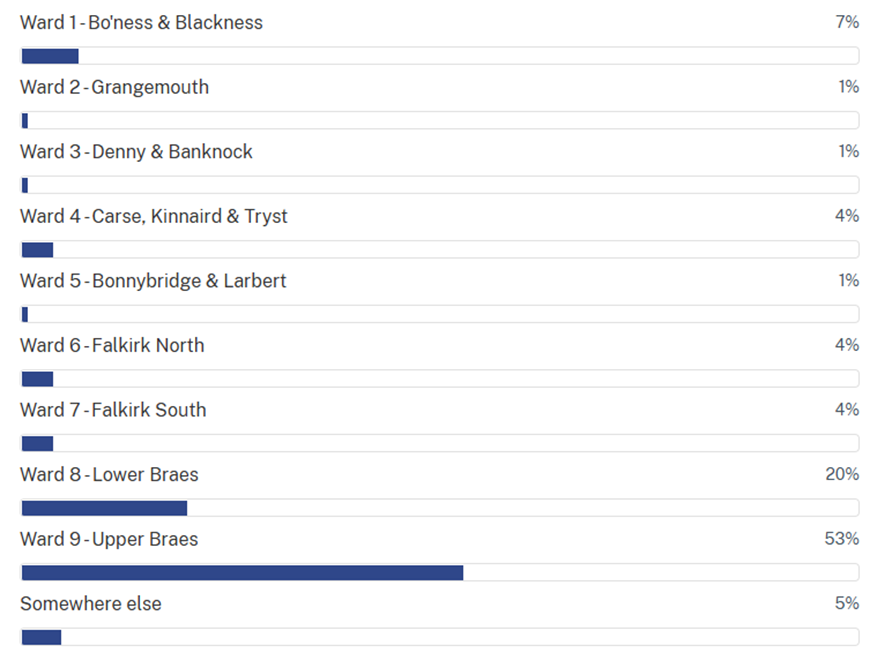 Ward 1 - Bo'ness & Blackness 7%
Ward 2 - Grangemouth 1%
Ward 3 - Denny & Banknock 1%
Ward 4 - Carse, Kinnaird & Tryst 4%
Ward 5 - Bonnybridge & Larbert 1%
Ward 6 - Falkirk North 4%
Ward 7 - Falkirk South 4%
Ward 8 - Lower Braes 20%
Ward 9 - Upper Braes 53%
Somewhere else 5%